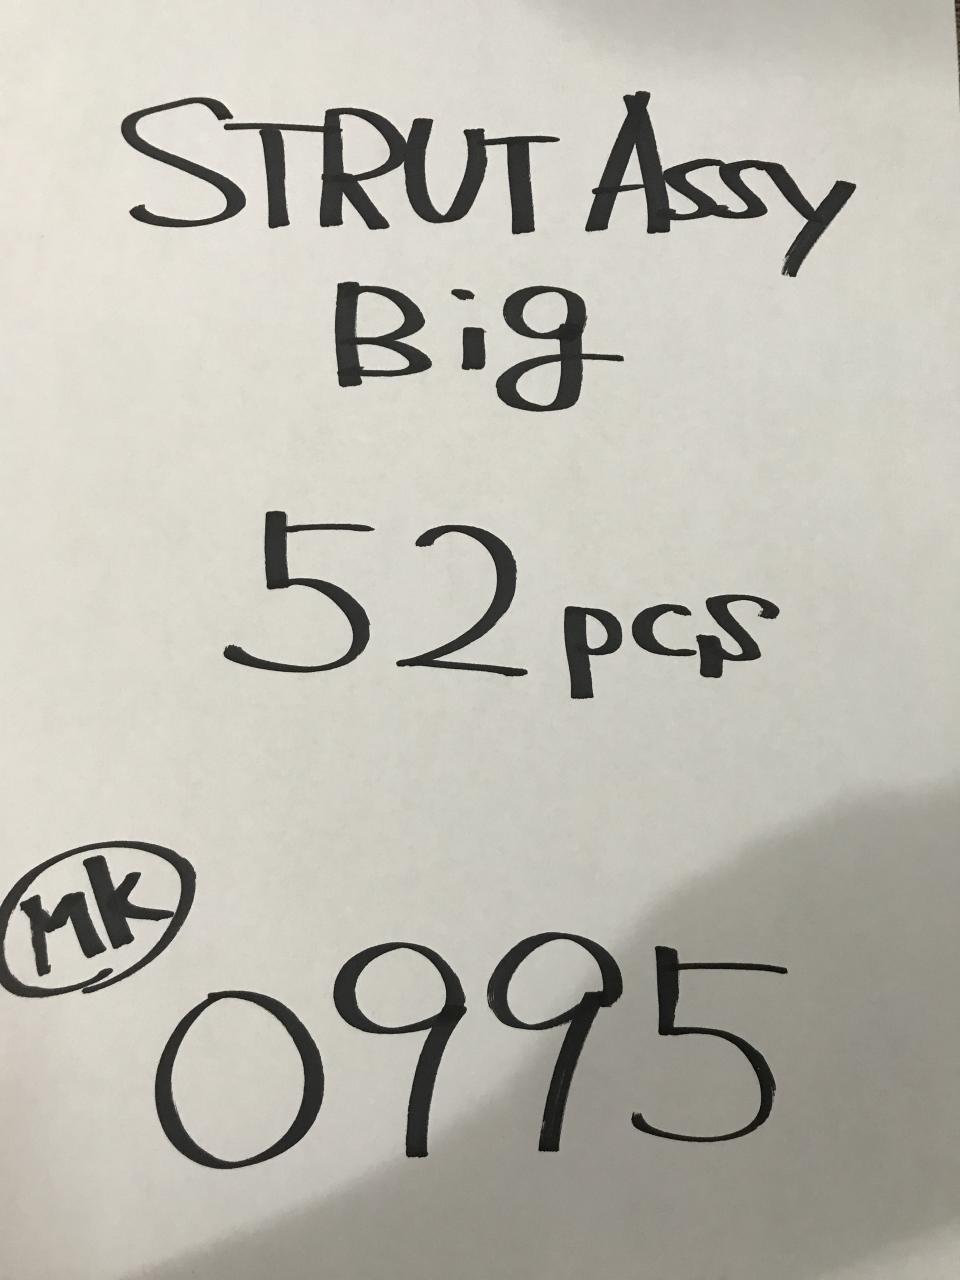 STRUT Assy
Big
52 pcs
MK
0995